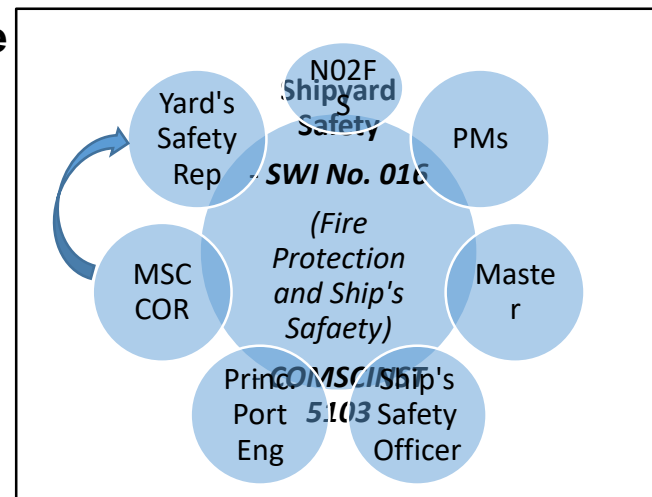 e
N02F
S
Shipyard
Safety
- SWI No. 016
(Fire
Protection
and Ship's
Safaety)
- COMSCINST
5103
PMs
Maste
r
Ship's
Safety
Officer
Princ.
Port
Eng
MSC
COR
Yard's
Safety
Rep